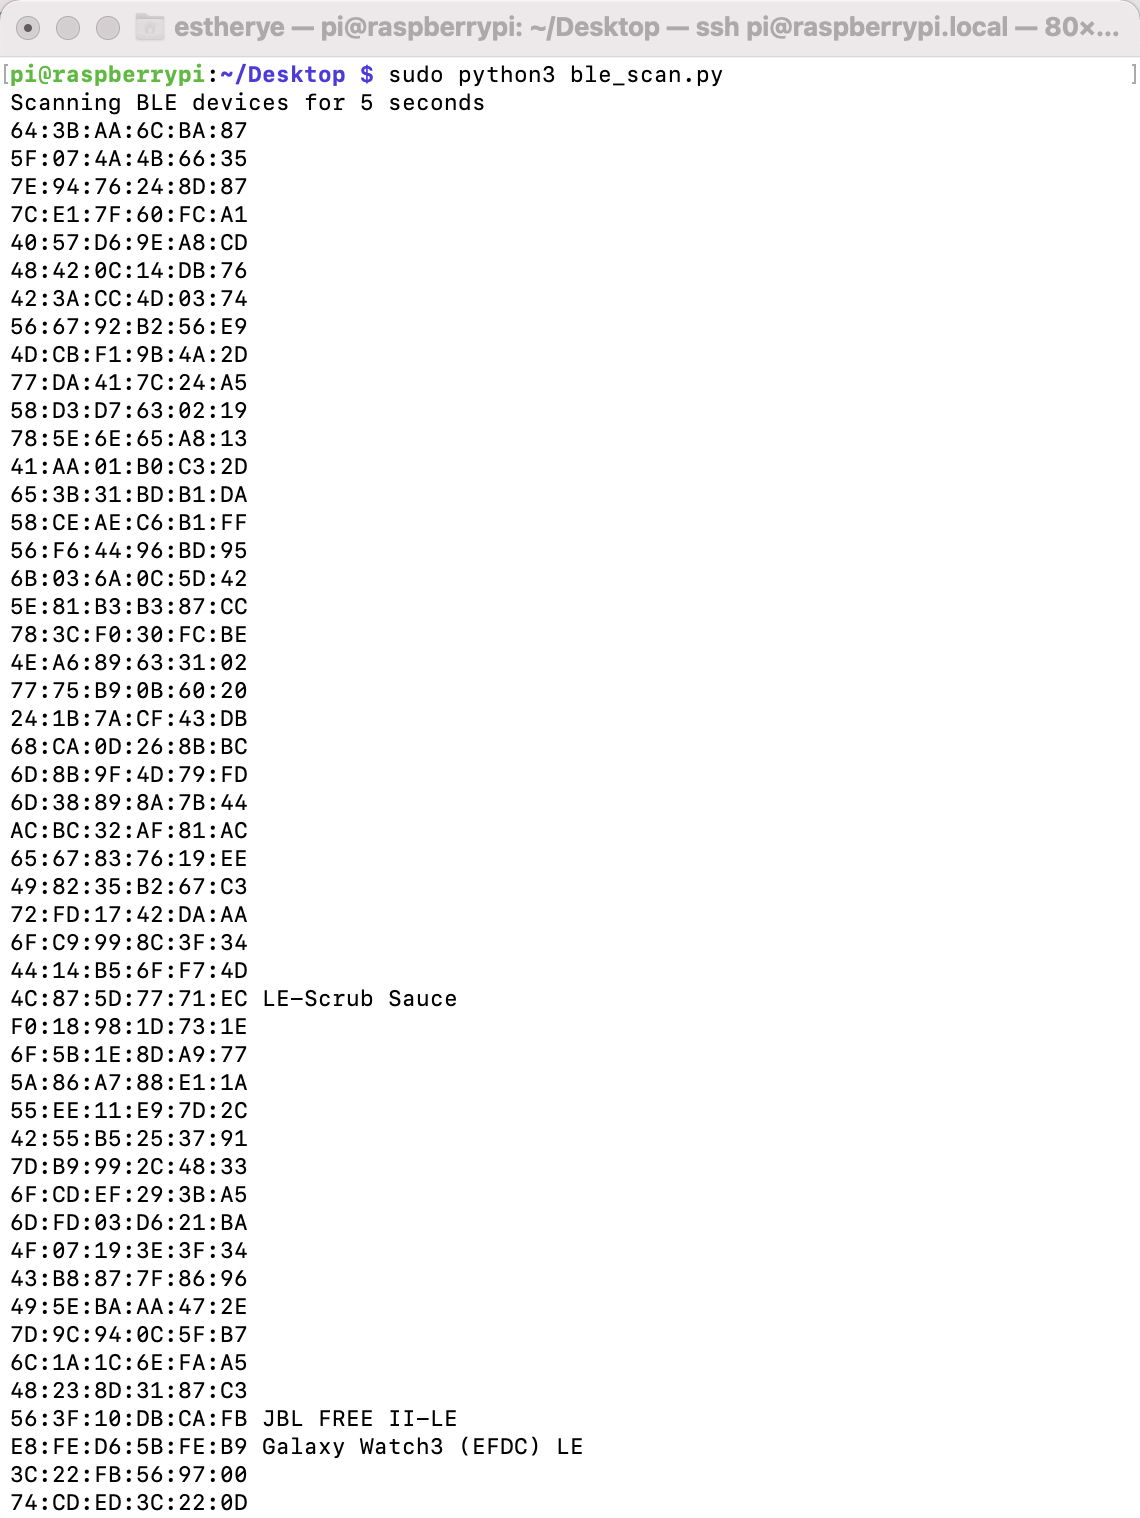 estherye — pi@raspberrypi: ~/Desktop — ssh pi@raspberrypi.local — 80×...
[pi@raspberrypi:~/Desktop $ sudo python3 ble_scan.py ]
Scanning BLE devices for 5 seconds
64:3B:AA:6C:BA:87
5F:07:4A:4B:66:35
7E:94:76:24:8D:87
7C:E1:7F:60:FC:A1
40:57:D6:9E:A8:CD
48:42:0C:14:DB:76
42:3A:CC:4D:03:74
56:67:92:B2:56:E9
4D:CB:F1:9B:4A:2D
77:DA:41:7C:24:A5
58:D3:D7:63:02:19
78:5E:6E:65:A8:13
41:AA:01:B0:C3:2D
65:3B:31:BD:B1:DA
58:CE:AE:C6:B1:FF
56:F6:44:96:BD:95
6B:03:6A:0C:5D:42
5E:81:B3:B3:87:CC
78:3C:F0:30:FC:BE
4E:A6:89:63:31:02
77:75:B9:0B:60:20
24:1B:7A:CF:43:DB
68:CA:0D:26:8B:BC
6D:8B:9F:4D:79:FD
6D:38:89:8A:7B:44
AC:BC:32:AF:81:AC
65:67:83:76:19:EE
49:82:35:B2:67:C3
72:FD:17:42:DA:AA
6F:C9:99:8C:3F:34
44:14:B5:6F:F7:4D
4C:87:5D:77:71:EC LE-Scrub Sauce
F0:18:98:1D:73:1E
6F:5B:1E:8D:A9:77
5A:86:A7:88:E1:1A
55:EE:11:E9:7D:2C
42:55:B5:25:37:91
7D:B9:99:2C:48:33
6F:CD:EF:29:3B:A5
6D:FD:03:D6:21:BA
4F:07:19:3E:3F:34
43:B8:87:7F:86:96
49:5E:BA:AA:47:2E
7D:9C:94:0C:5F:B7
6C:1A:1C:6E:FA:A5
48:23:8D:31:87:C3
56:3F:10:DB:CA:FB JBL FREE II-LE
E8:FE:D6:5B:FE:B9 Galaxy Watch3 (EFDC) LE
3C:22:FB:56:97:00
74:CD:ED:3C:22:0D